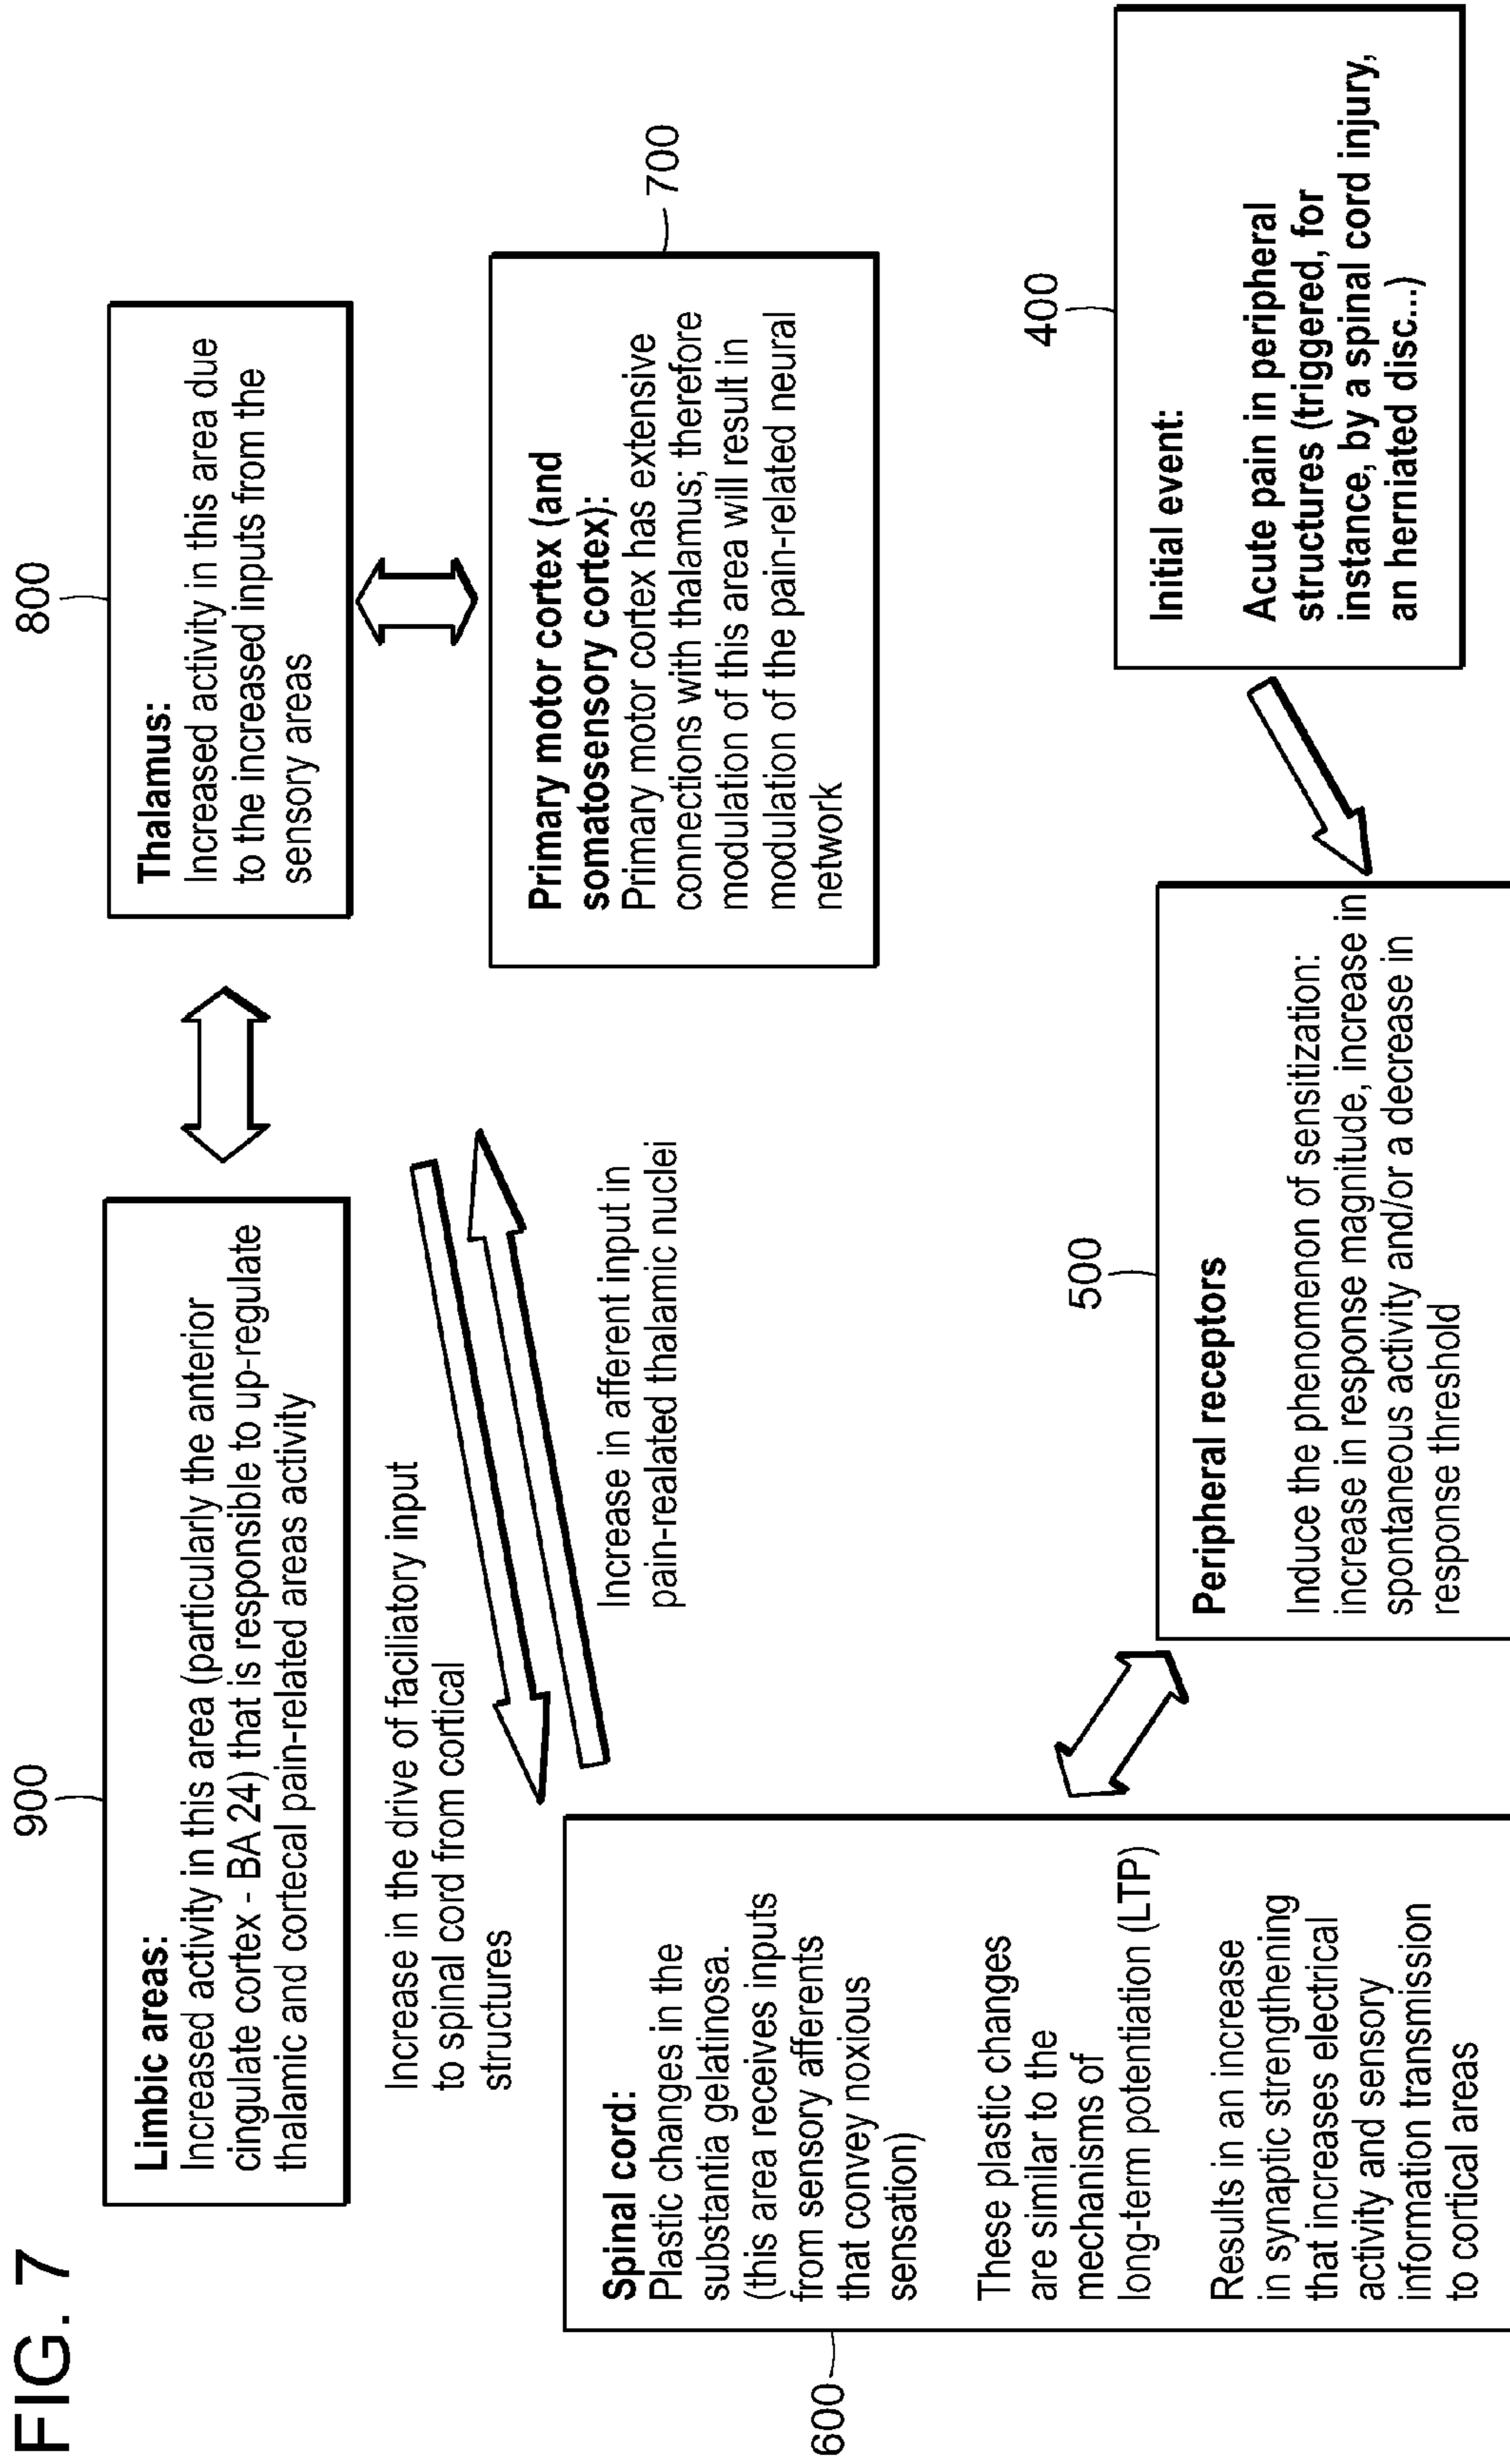 FIG. 7
900
Limbic areas:
Increased activity in this area (particularly the anterior
cingulate cortex - BA 24) that is responsible to up-regulate
thalamic and cortecal pain-related areas activity
800
Thalamus:
Increased activity in this area due
to the increased inputs from the
sensory areas
Increase in the drive of faciliatory input
to spinal cord from cortical
structures
Increase in afferent input in
pain-realated thalamic nuclei
700
Primary motor cortex (and
somatosensory cortex):
Primary motor cortex has extensive
connections with thalamus; therefore
modulation of this area will result in
modulation of the pain-related neural
network
600
Spinal cord:
Plastic changes in the
substantia gelatinosa.
(this area receives inputs
from sensory afferents
that convey noxious
sensation)
These plastic changes
are similar to the
mechanisms of
long-term potentiation (LTP)
Results in an increase
in synaptic strengthening
that increases electrical
activity and sensory
information transmission
to cortical areas
500
Peripheral receptors
Induce the phenomenon of sensitization:
increase in response magnitude, increase in
spontaneous activity and/or a decrease in
response threshold
400
Initial event:
Acute pain in peripheral
structures (triggered, for
instance, by a spinal cord injury,
an herniated disc...)